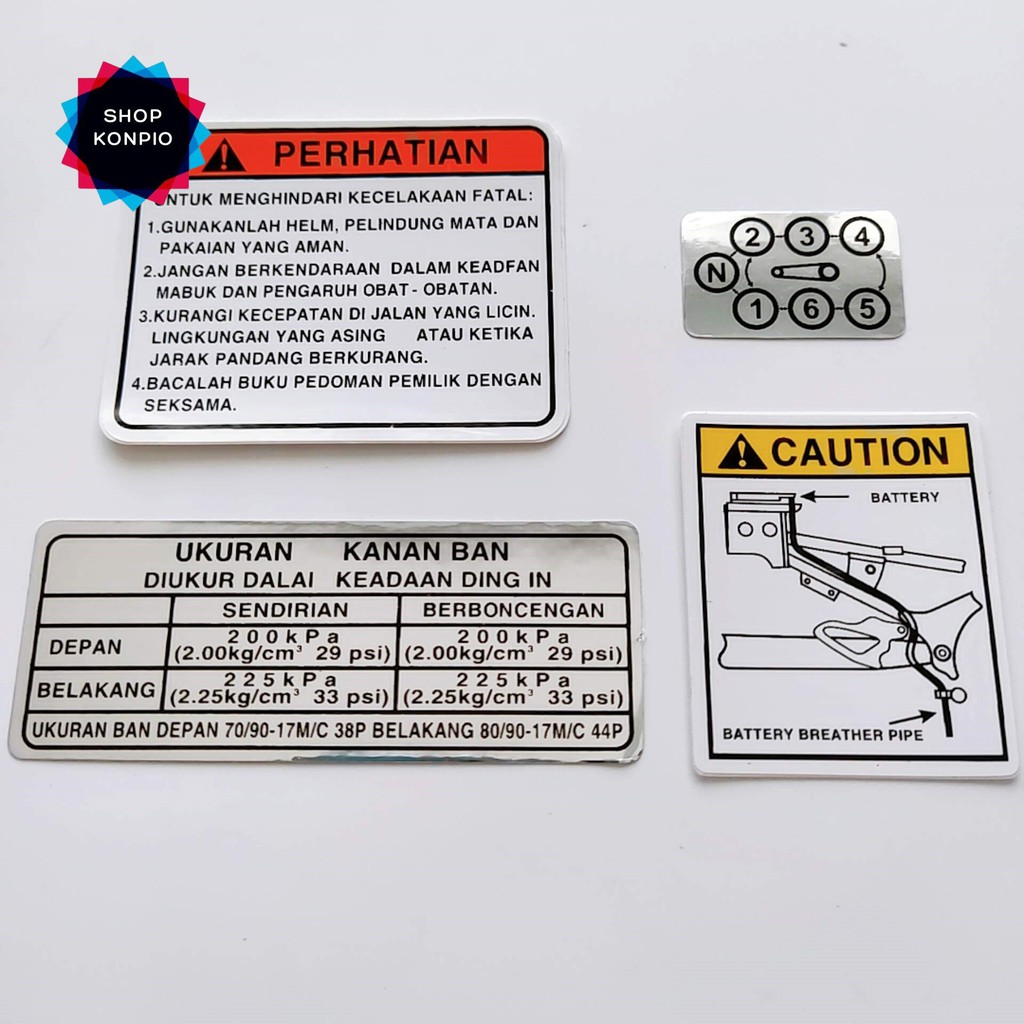 SHOP
KONPIO
PERHATIAN
UNTUK MENGHINDARI KECELAKAAN FATAL:
1.GUNAKANLAH HELM, PELINDUNG MATA DAN
PAKAIAN YANG AMAN.
2.JANGAN BERKENDARAAN DALAM KEADFAN
MABUK DAN PENGARUH OBAT - OBATAN.
3.KURANGI KECEPATAN DI JALAN YANG LICIN.
LINGKUNGAN YANG ASING ATAU KETIKA
JARAK PANDANG BERKURANG.
4.BACALAH BUKU PEDOMAN PEMILIK DENGAN
SEKSAMA.
2 3 4
N
1 6 5
CAUTION
BATTERY
BATTERY BREATHER PIPE
UKURAN KANAN BAN
DIUKUR DALAI KEADAAN DING IN
SENDIRIAN BERBONCENGAN
DEPAN 200kPa (2.00kg/cm³ 29 psi) 200kPa (2.00kg/cm³ 29 psi)
BELAKANG 225kPa (2.25kg/cm³ 33 psi) 225kPa (2.25kg/cm³ 33 psi)
UKURAN BAN DEPAN 70/90-17M/C 38P BELAKANG 80/90-17M/C 44P